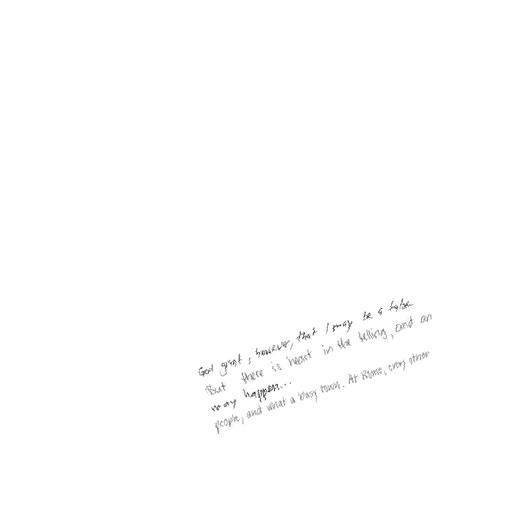 God grant, however, that I may be a false
But there is heart in the telling, and an
may happen...
people, and what a busy town. At Rome, every other